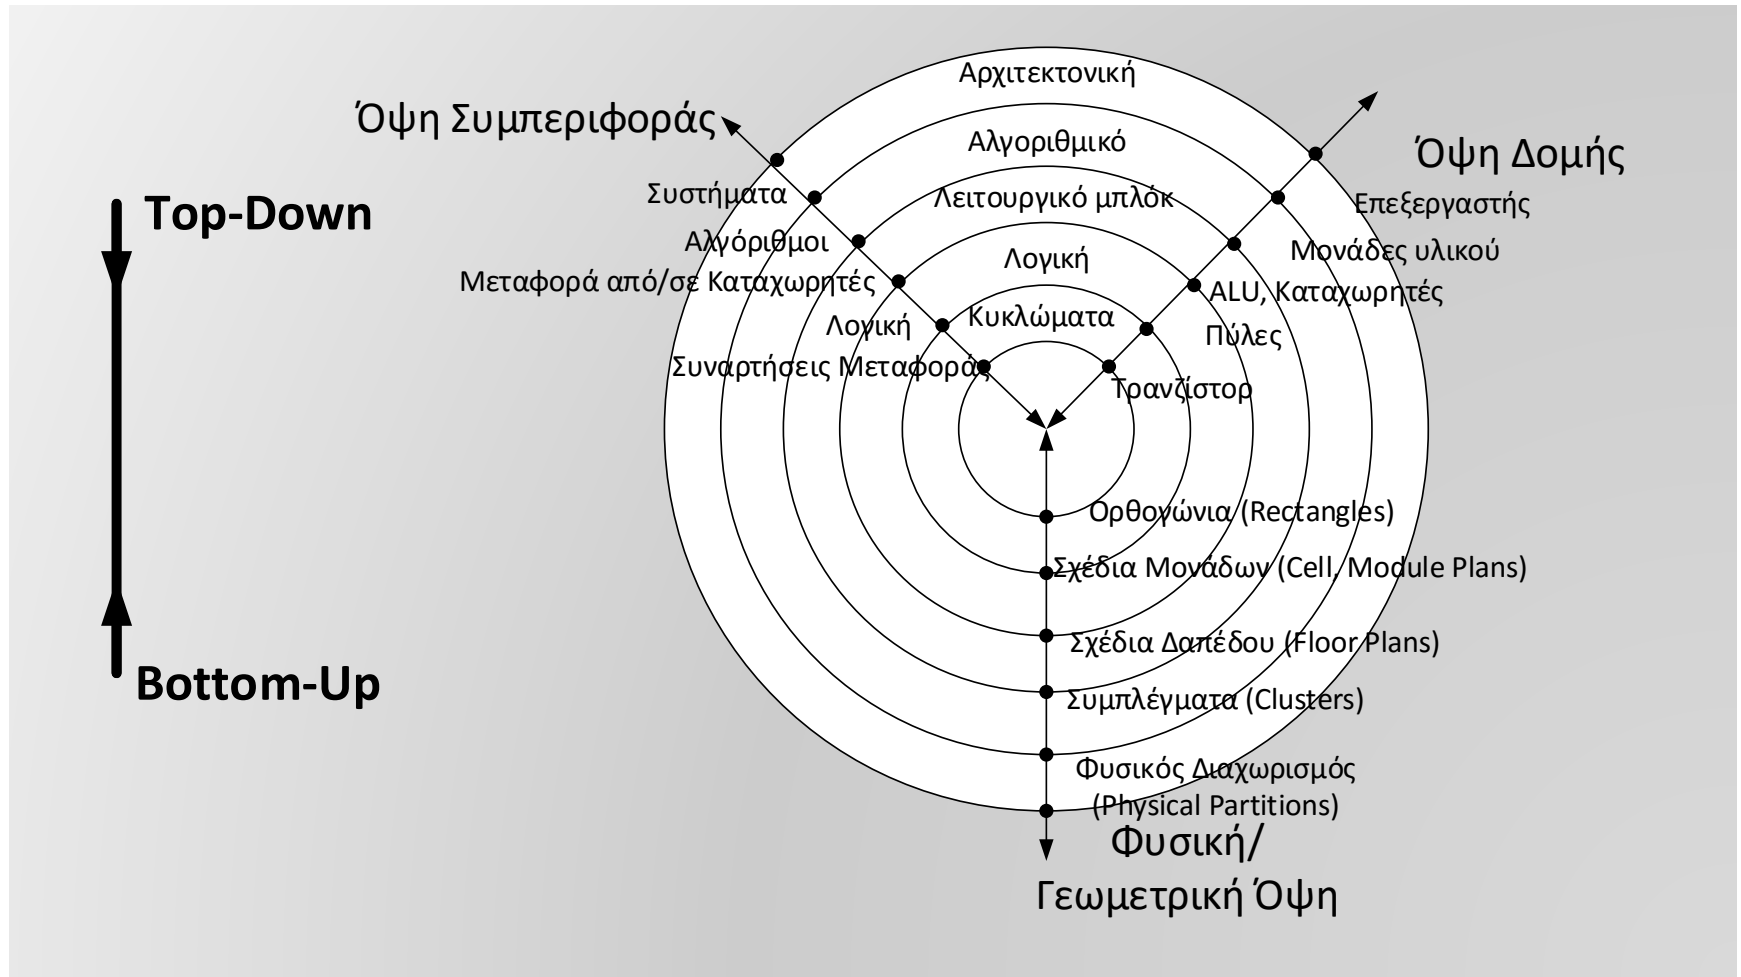 Αρχιτεκτονική
Όψη Συμπεριφοράς
Αλγοριθμικό
Όψη Δομής
Συστήματα
Λειτουργικό μπλόκ
Επεξεργαστής
Top-Down
Αλγόριθμοι
Λογική
Μονάδες υλικού
Μεταφορά από/σε Καταχωρητές
ALU, Καταχωρητές
Λογική
Κυκλώματα
Πύλες
Συναρτήσεις Μεταφοράς
Τρανζίστορ
Ορθογώνια (Rectangles)
Σχέδια Μονάδων (Cell, Module Plans)
Σχέδια Δαπέδου (Floor Plans)
Bottom-Up
Συμπλέγματα (Clusters)
Φυσικός Διαχωρισμός
(Physical Partitions)
Φυσική/
Γεωμετρική Όψη